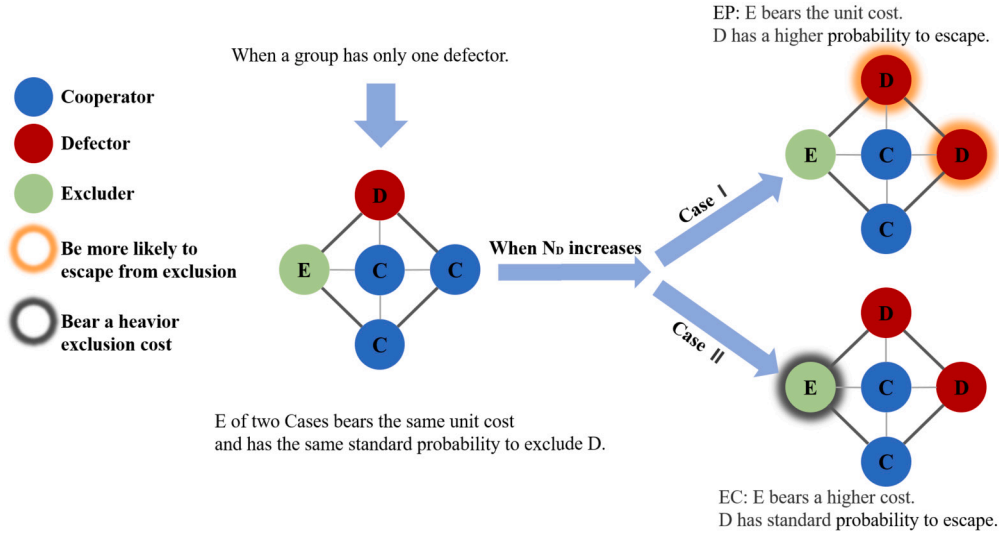 EP: E bears the unit cost.
D has a higher probability to escape.
When a group has only one defector.
Cooperator
Defector
Excluder
Be more likely to
escape from exclusion
Bear a heavior
exclusion cost
D
E
C
C
C
When ND increases
Case I
Case II
D
E
C
D
C
D
E
C
D
C
E of two Cases bears the same unit cost
and has the same standard probability to exclude D.
EC: E bears a higher cost.
D has standard probability to escape.